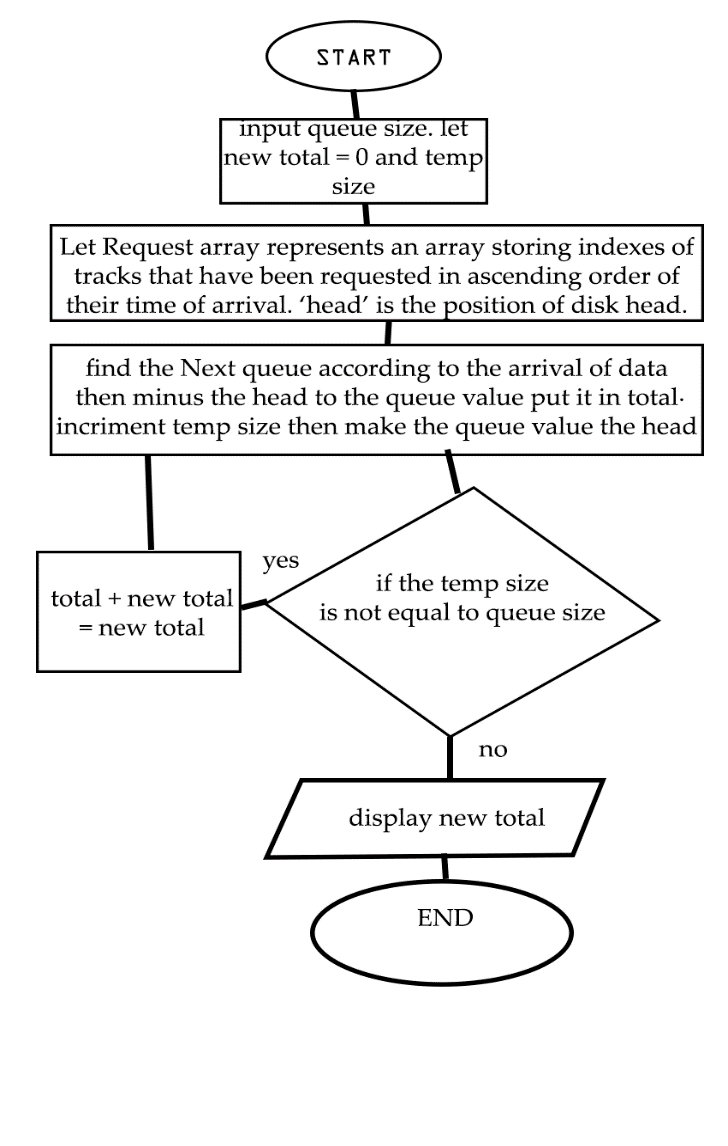 START
input queue size. let
new total = 0 and temp
size
Let Request array represents an array storing indexes of
tracks that have been requested in ascending order of
their time of arrival. ‘head’ is the position of disk head.
find the Next queue according to the arrival of data
then minus the head to the queue value put it in total.
incriment temp size then make the queue value the head
yes
if the temp size
is not equal to queue size
total + new total
= new total
no
display new total
END